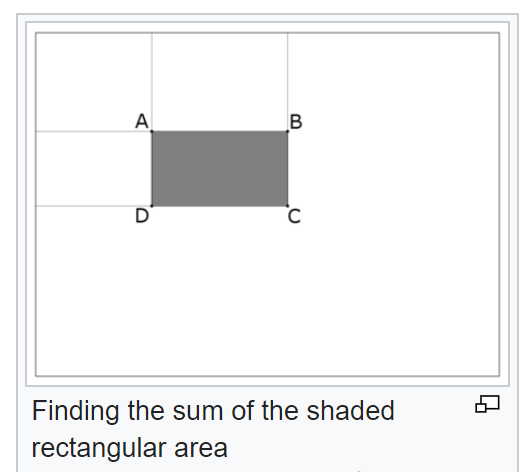 A B
D C
Finding the sum of the shaded
rectangular area